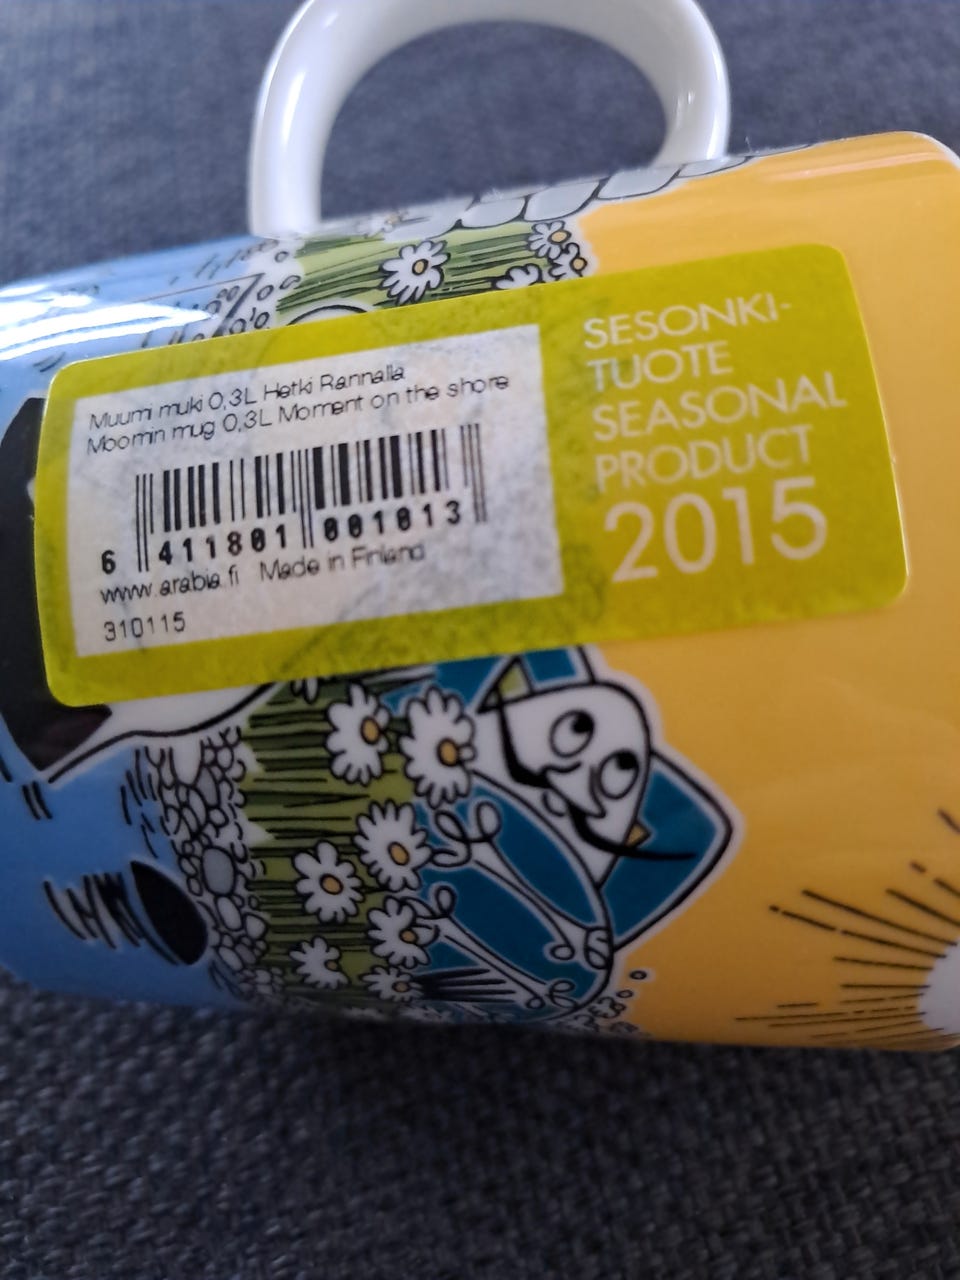 Muumi muki 0,3L Hetki Rannalla
Moomin mug 0,3L Moment on the shore
6 411801 001013
www.arabia.fi Made in Finland
310115
SESONKI-
TUOTE
SEASONAL
PRODUCT
2015